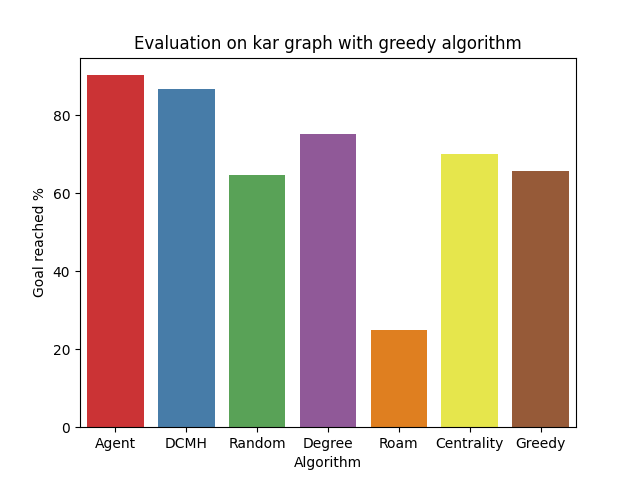 Evaluation on kar graph with greedy algorithm
Goal reached %
80
60
40
20
0
Agent DCMH Random Degree Roam Centrality Greedy
Algorithm